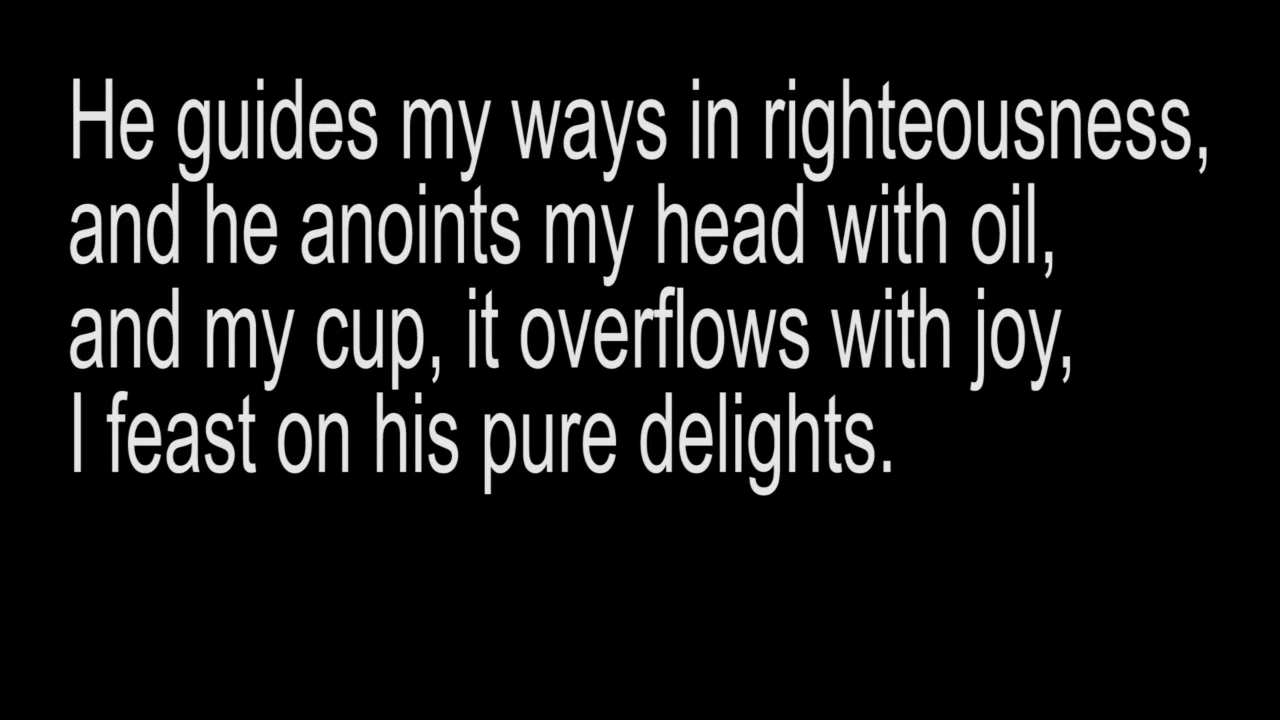 He guides my ways in righteousness,
and he anoints my head with oil,
and my cup, it overflows with joy,
I feast on his pure delights.